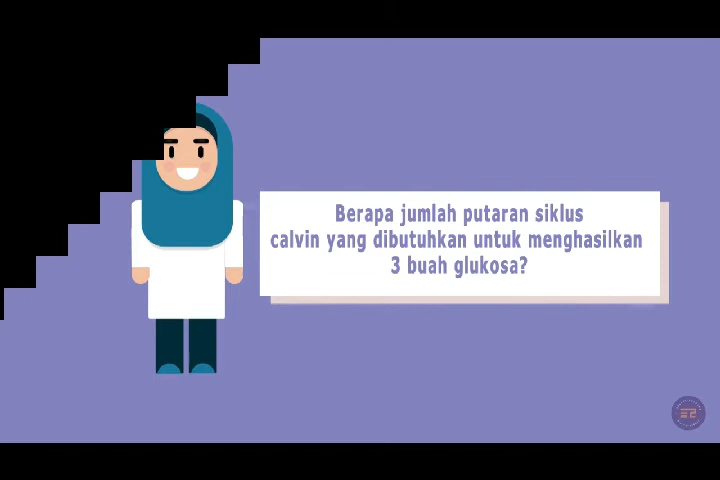 Berapa jumlah putaran siklus
calvin yang dibutuhkan untuk menghasilkan
3 buah glukosa?